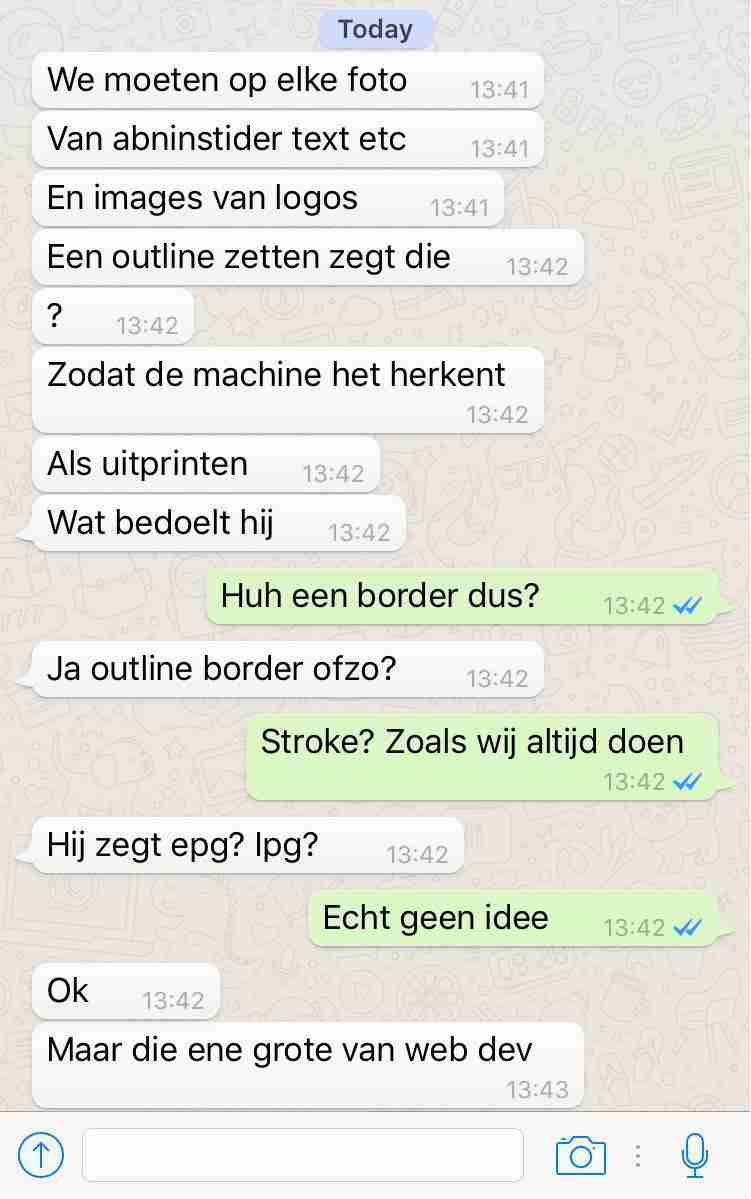 Today
We moeten op elke foto 13:41
Van abninstider text etc 13:41
En images van logos 13:41
Een outline zetten zegt die 13:42
? 13:42
Zodat de machine het herkent
13:42
Als uitprinten 13:42
Wat bedoelt hij 13:42
Huh een border dus? 13:42
Ja outline border ofzo? 13:42
Stroke? Zoals wij altijd doen
13:42
Hij zegt epg? Ipg? 13:42
Echt geen idee 13:42
Ok 13:42
Maar die ene grote van web dev
13:43